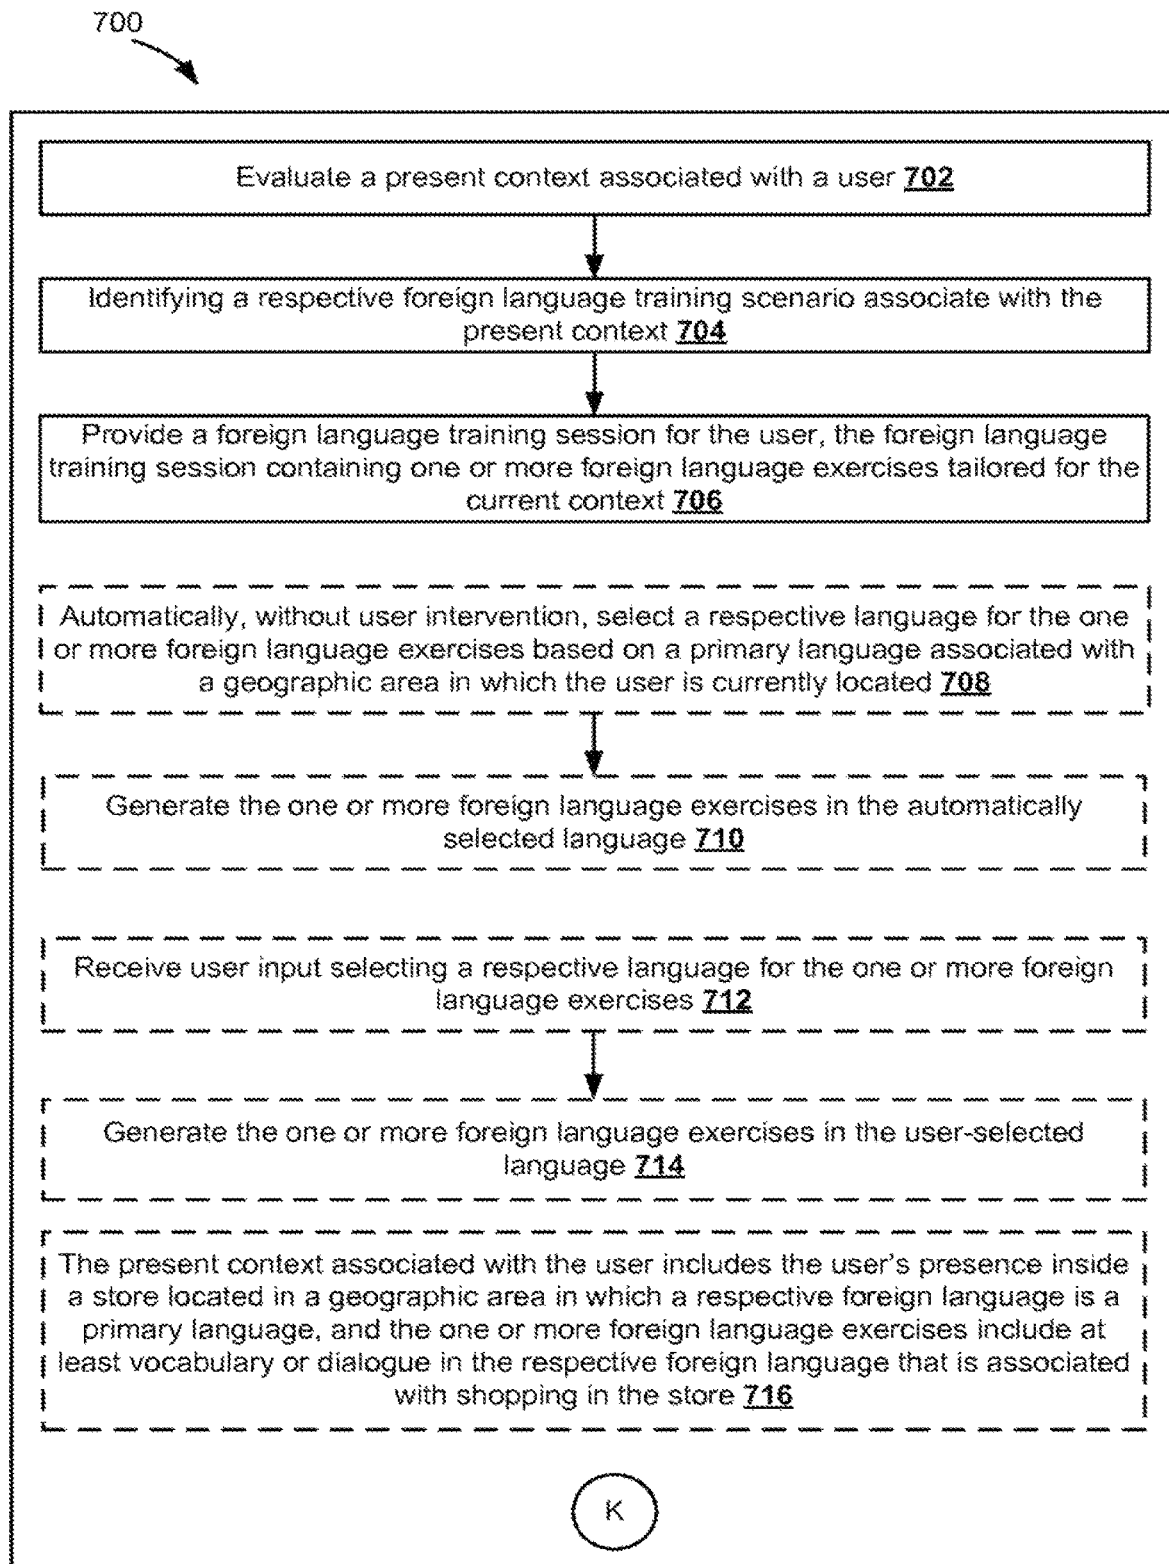 700
Evaluate a present context associated with a user 702
Identifying a respective foreign language training scenario associate with the
present context 704
Provide a foreign language training session for the user, the foreign language
training session containing one or more foreign language exercises tailored for the
current context 706
Automatically, without user intervention, select a respective language for the one
or more foreign language exercises based on a primary language associated with
a geographic area in which the user is currently located 708
Generate the one or more foreign language exercises in the automatically
selected language 710
Receive user input selecting a respective language for the one or more foreign
language exercises 712
Generate the one or more foreign language exercises in the user-selected
language 714
The present context associated with the user includes the user's presence inside
a store located in a geographic area in which a respective foreign language is a
primary language, and the one or more foreign language exercises include at
least vocabulary or dialogue in the respective foreign language that is associated
with shopping in the store 716
K